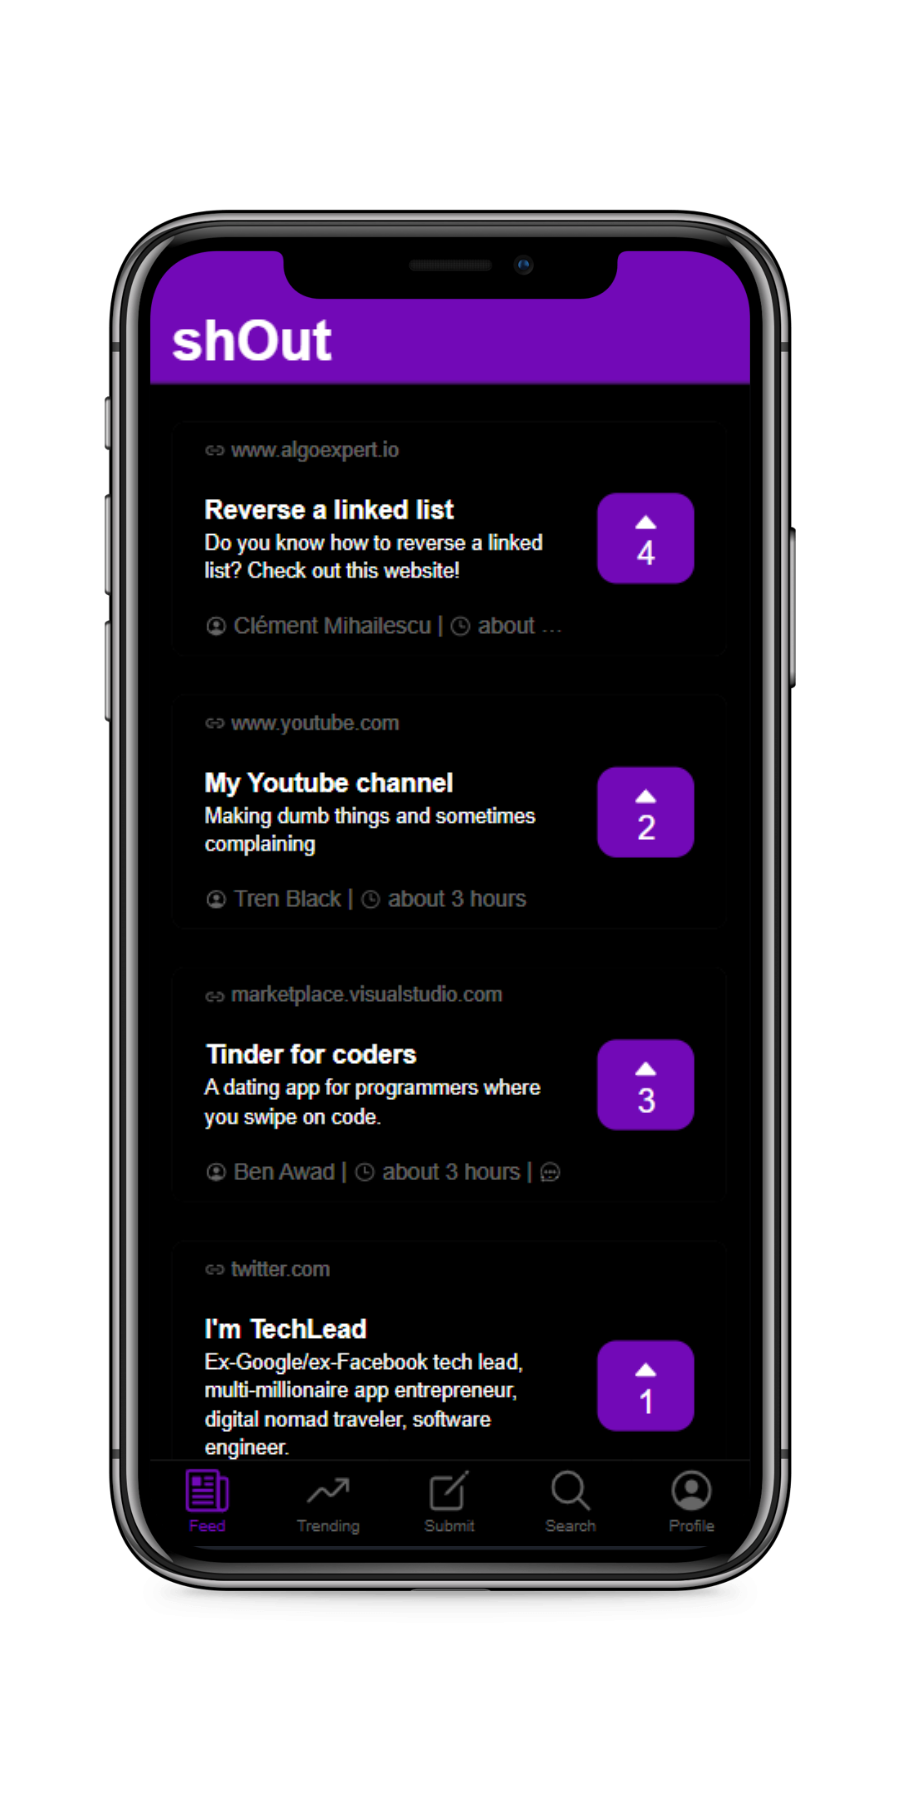 shOut
www.algoexpert.io
Reverse a linked list
Do you know how to reverse a linked
list? Check out this website!
4
Clément Mihailescu | about ...
www.youtube.com
My Youtube channel
Making dumb things and sometimes
complaining
2
Tren Black | about 3 hours
marketplace.visualstudio.com
Tinder for coders
A dating app for programmers where
you swipe on code.
3
Ben Awad | about 3 hours |
twitter.com
I'm TechLead
Ex-Google/ex-Facebook tech lead,
multi-millionaire app entrepreneur,
digital nomad traveler, software
engineer.
1
Feed Trending Submit Search Profile